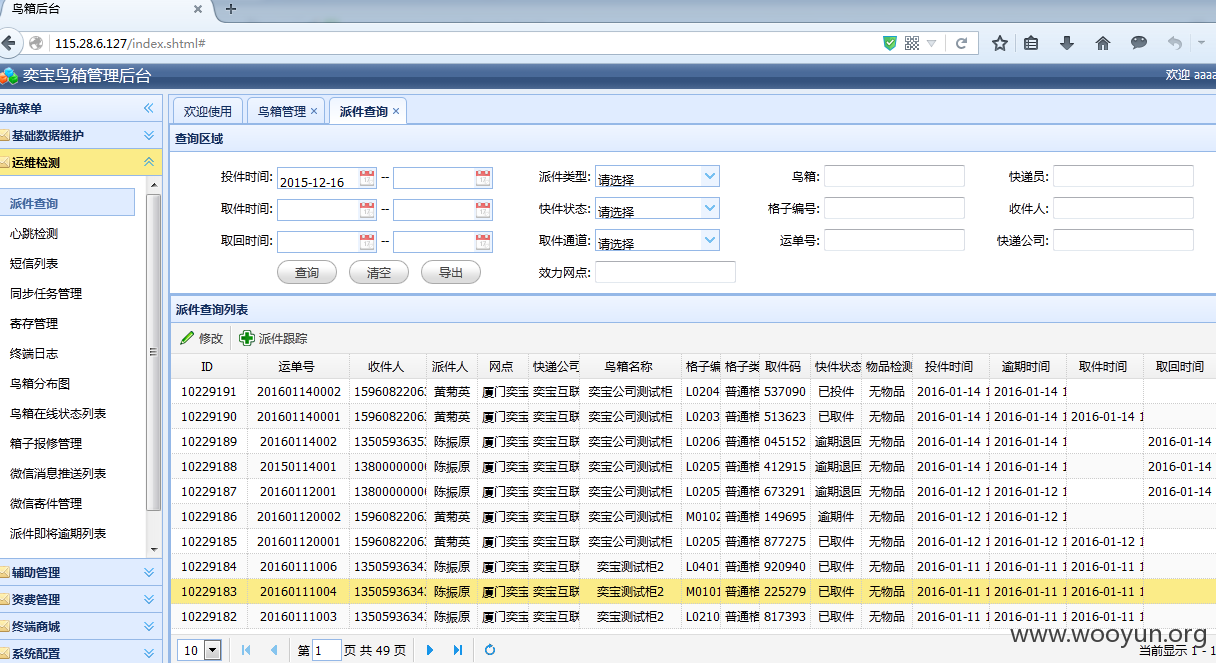 鸟箱后台
115.28.6.127/index.shtml#
奕宝鸟箱管理后台 欢迎 aaaa
导航菜单 欢迎使用 鸟箱管理 派件查询
基础数据维护
运维检测
派件查询
心跳检测
短信列表
同步任务管理
寄存管理
终端日志
鸟箱分布图
鸟箱在线状态列表
箱子报修管理
微信消息推送列表
微信寄件管理
派件即将逾期列表
辅助管理
资费管理
终端商城
系统配置
查询区域
投件时间: 2015-12-16 -- 派件类型: 请选择 鸟箱: 快递员:
取件时间: -- 快件状态: 请选择 格子编号: 收件人:
取回时间: -- 取件通道: 请选择 运单号: 快递公司:
查询 清空 导出 效力网点:
派件查询列表
修改 派件跟踪
ID 运单号 收件人 派件人 网点 快递公司 鸟箱名称 格子编 格子类 取件码 快件状态 物品检测 投件时间 逾期时间 取件时间 取回时间
10229191 201601140002 15960822063 黄菊英 厦门奕宝 奕宝互联 奕宝公司测试柜 L0204 普通格 537090 已投件 无物品 2016-01-14 1 2016-01-14 1
10229190 201601140001 15960822063 黄菊英 厦门奕宝 奕宝互联 奕宝公司测试柜 L0203 普通格 513623 已取件 无物品 2016-01-14 1 2016-01-14 1 2016-01-14 1
10229189 20160114002 13505936353 陈振原 厦门奕宝 奕宝互联 奕宝公司测试柜 L0206 普通格 045152 逾期退回 无物品 2016-01-14 1 2016-01-14 1 2016-01-14
10229188 20150114001 1380000000 陈振原 厦门奕宝 奕宝互联 奕宝公司测试柜 L0205 普通格 412915 逾期退回 无物品 2016-01-14 1 2016-01-14 1 2016-01-14
10229187 20160112001 1380000000 陈振原 厦门奕宝 奕宝互联 奕宝公司测试柜 L0205 普通格 673291 逾期退回 无物品 2016-01-12 1 2016-01-12 1 2016-01-14
10229186 201601120002 15960822063 黄菊英 厦门奕宝 奕宝互联 奕宝公司测试柜 M0102 普通格 149695 逾期件 无物品 2016-01-12 1 2016-01-12 1
10229185 201601120001 15960822063 黄菊英 厦门奕宝 奕宝互联 奕宝公司测试柜 L0205 普通格 877275 已取件 无物品 2016-01-12 1 2016-01-12 1 2016-01-12 1
10229184 20160111006 13505936343 陈振原 厦门奕宝 奕宝互联 奕宝测试柜2 L0401 普通格 920940 已取件 无物品 2016-01-11 1 2016-01-11 1 2016-01-11 1
10229183 20160111004 13505936343 陈振原 厦门奕宝 奕宝互联 奕宝测试柜2 M0101 普通格 225279 已取件 无物品 2016-01-11 1 2016-01-11 1 2016-01-11 1
10229182 20160111003 13505936343 陈振原 厦门奕宝 奕宝互联 奕宝测试柜2 L0210 普通格 817393 已取件 无物品 2016-01-11 1 2016-01-11 1 2016-01-11 1
www.wooyun.org
10 第 1 页 共 49 页 当前显示 1 - 1